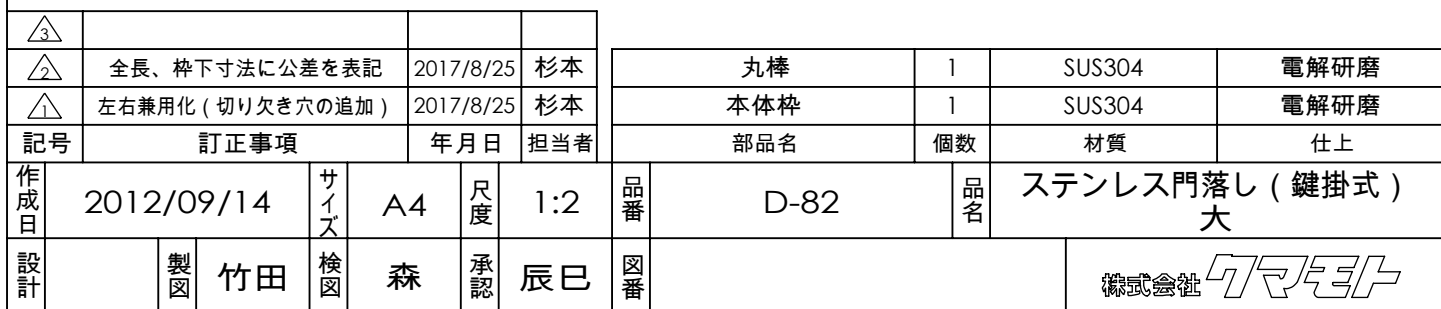 3
2 全長、枠下寸法に公差を表記 2017/8/25 杉本 丸棒 1 SUS304 電解研磨
1 左右兼用化(切り欠き穴の追加) 2017/8/25 杉本 本体枠 1 SUS304 電解研磨
記号 訂正事項 年月日 担当者 部品名 個数 材質 仕上
作成日 2012/09/14 サイズ A4 尺度 1:2 品番 D-82 品名 ステンレス門落し(鍵掛式)
大
設計 製図 竹田 検図 森 承認 辰巳 図番 株式会社クマモト